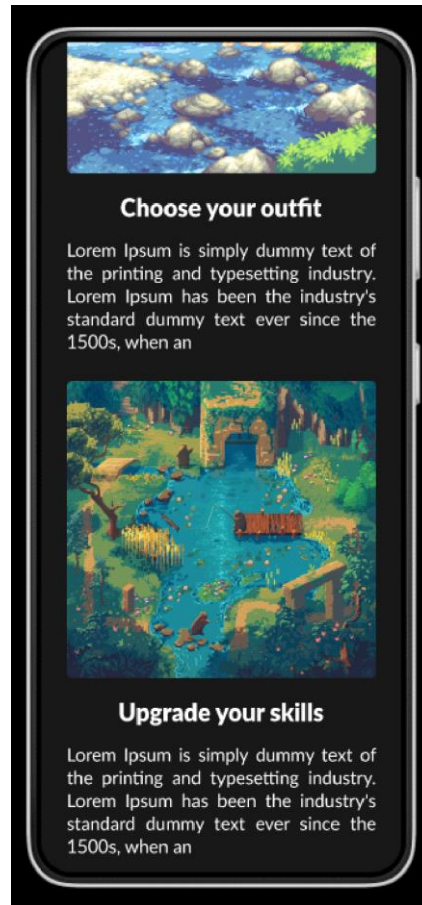 Choose your outfit
Lorem Ipsum is simply dummy text of
the printing and typesetting industry.
Lorem Ipsum has been the industry's
standard dummy text ever since the
1500s, when an
Upgrade your skills
Lorem Ipsum is simply dummy text of
the printing and typesetting industry.
Lorem Ipsum has been the industry's
standard dummy text ever since the
1500s, when an